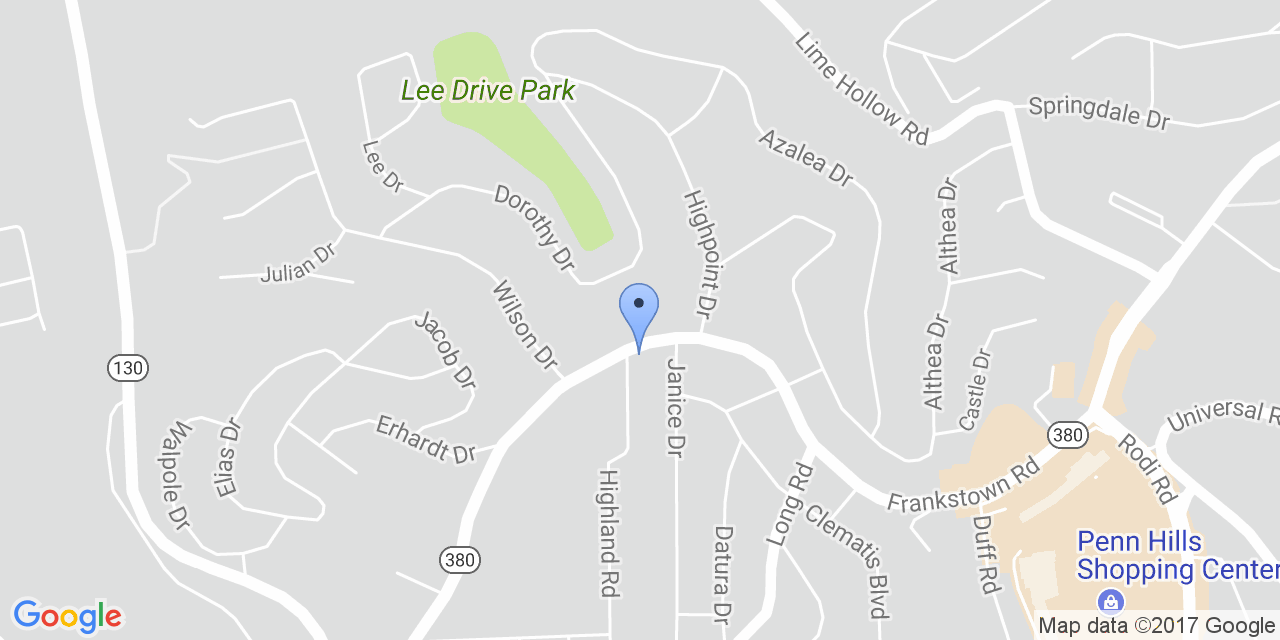 Lee Drive Park
Lime Hollow Rd
Springdale Dr
Azalea Dr
Lee Dr
Dorothy Dr
Highpoint Dr
Althea Dr
Julian Dr
Wilson Dr
Jacob Dr
130
Althea Dr
Castle Dr
Janice Dr
Universal R
Walpole Dr
Elias Dr
Erhardt Dr
380
Rodi Rd
Highland Rd
Long Rd
Frankstown Rd
Clematis Blvd
Datura Dr
Duff Rd
Penn Hills
Shopping Center
380
Google
Map data ©2017 Google